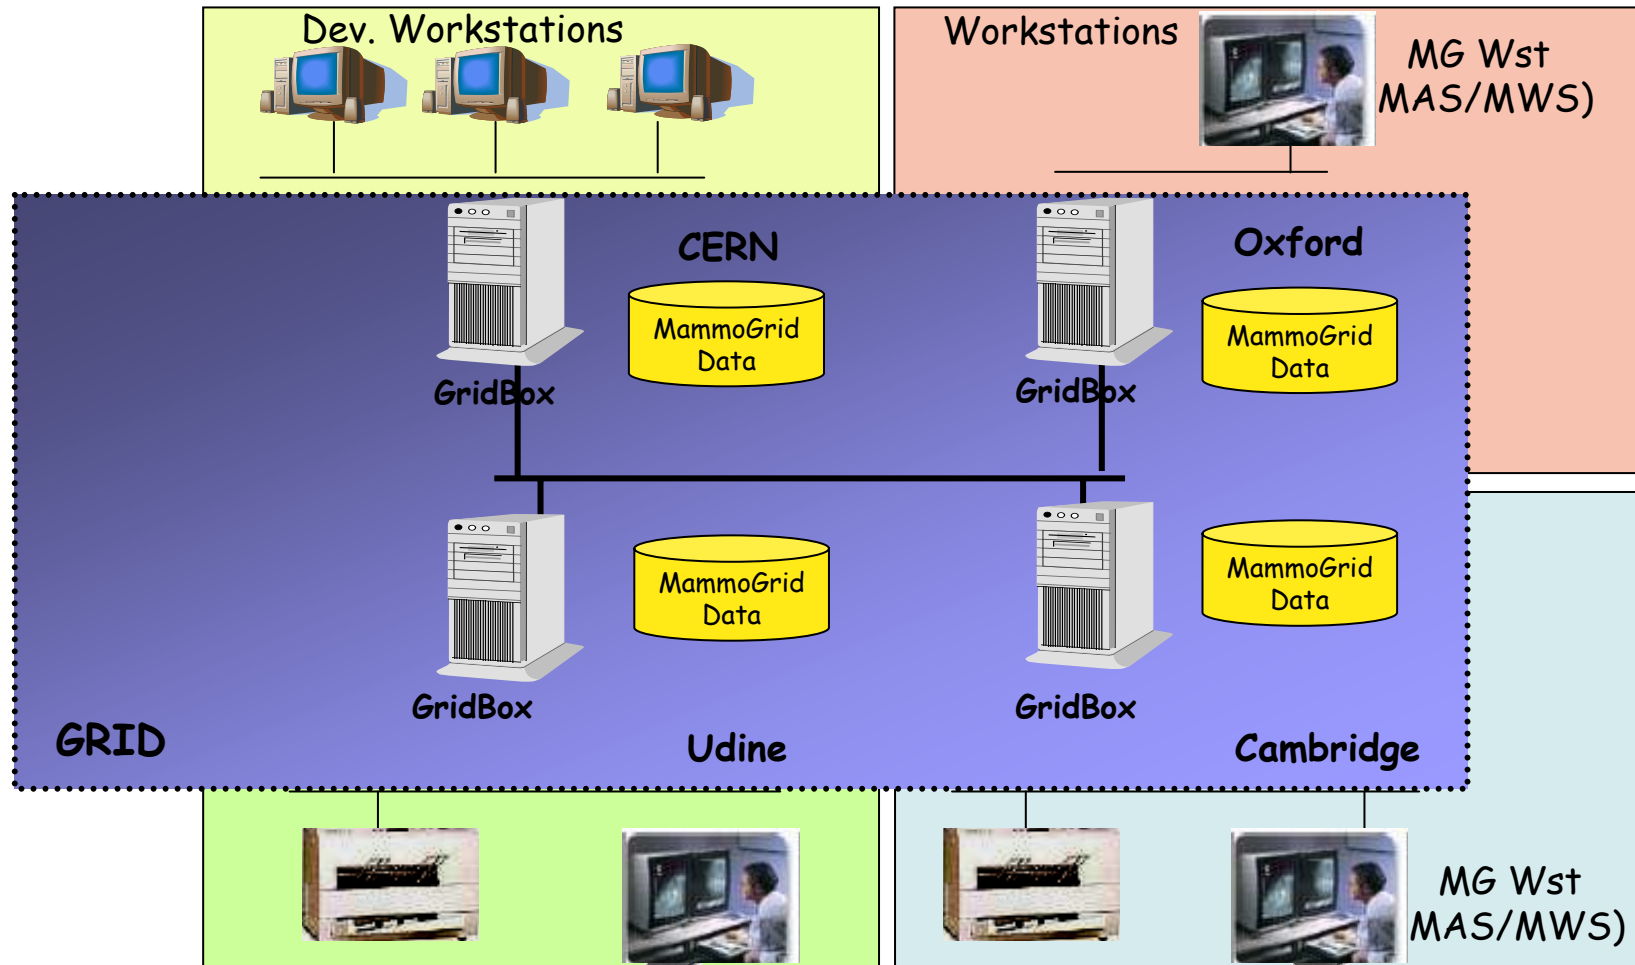 Dev. Workstations
Workstations
MG Wst
MAS/MWS)
CERN
MammoGrid
Data
GridBox
Oxford
MammoGrid
Data
GridBox
MammoGrid
Data
GridBox
Udine
MammoGrid
Data
GridBox
Cambridge
GRID
MG Wst
MAS/MWS)